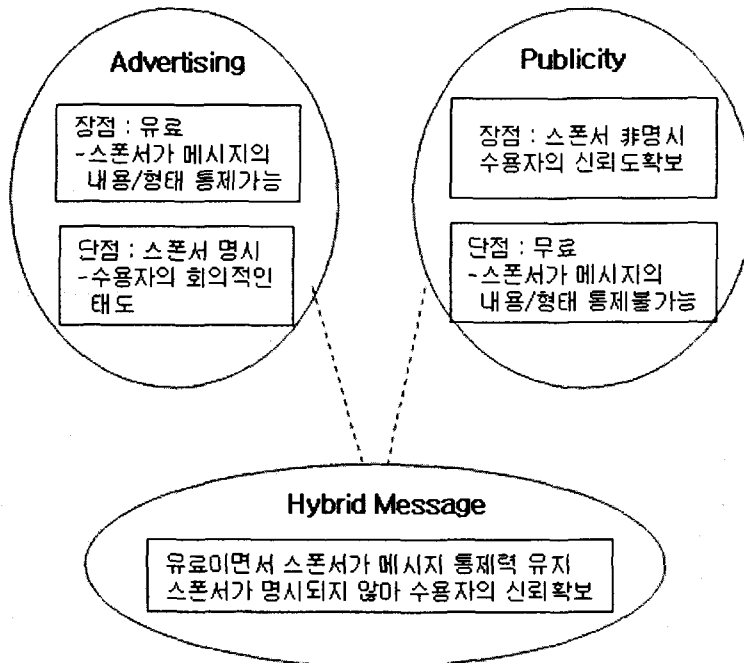 Advertising
장점 : 유료
-스폰서가 메시지의
내용/형태 통제가능
단점 : 스폰서 명시
-수용자의 회의적인
태도
Publicity
장점 : 스폰서 非명시
수용자의 신뢰도확보
단점 : 무료
-스폰서가 메시지의
내용/형태 통제불가능
Hybrid Message
유료이면서 스폰서가 메시지 통제력 유지
스폰서가 명시되지 않아 수용자의 신뢰확보